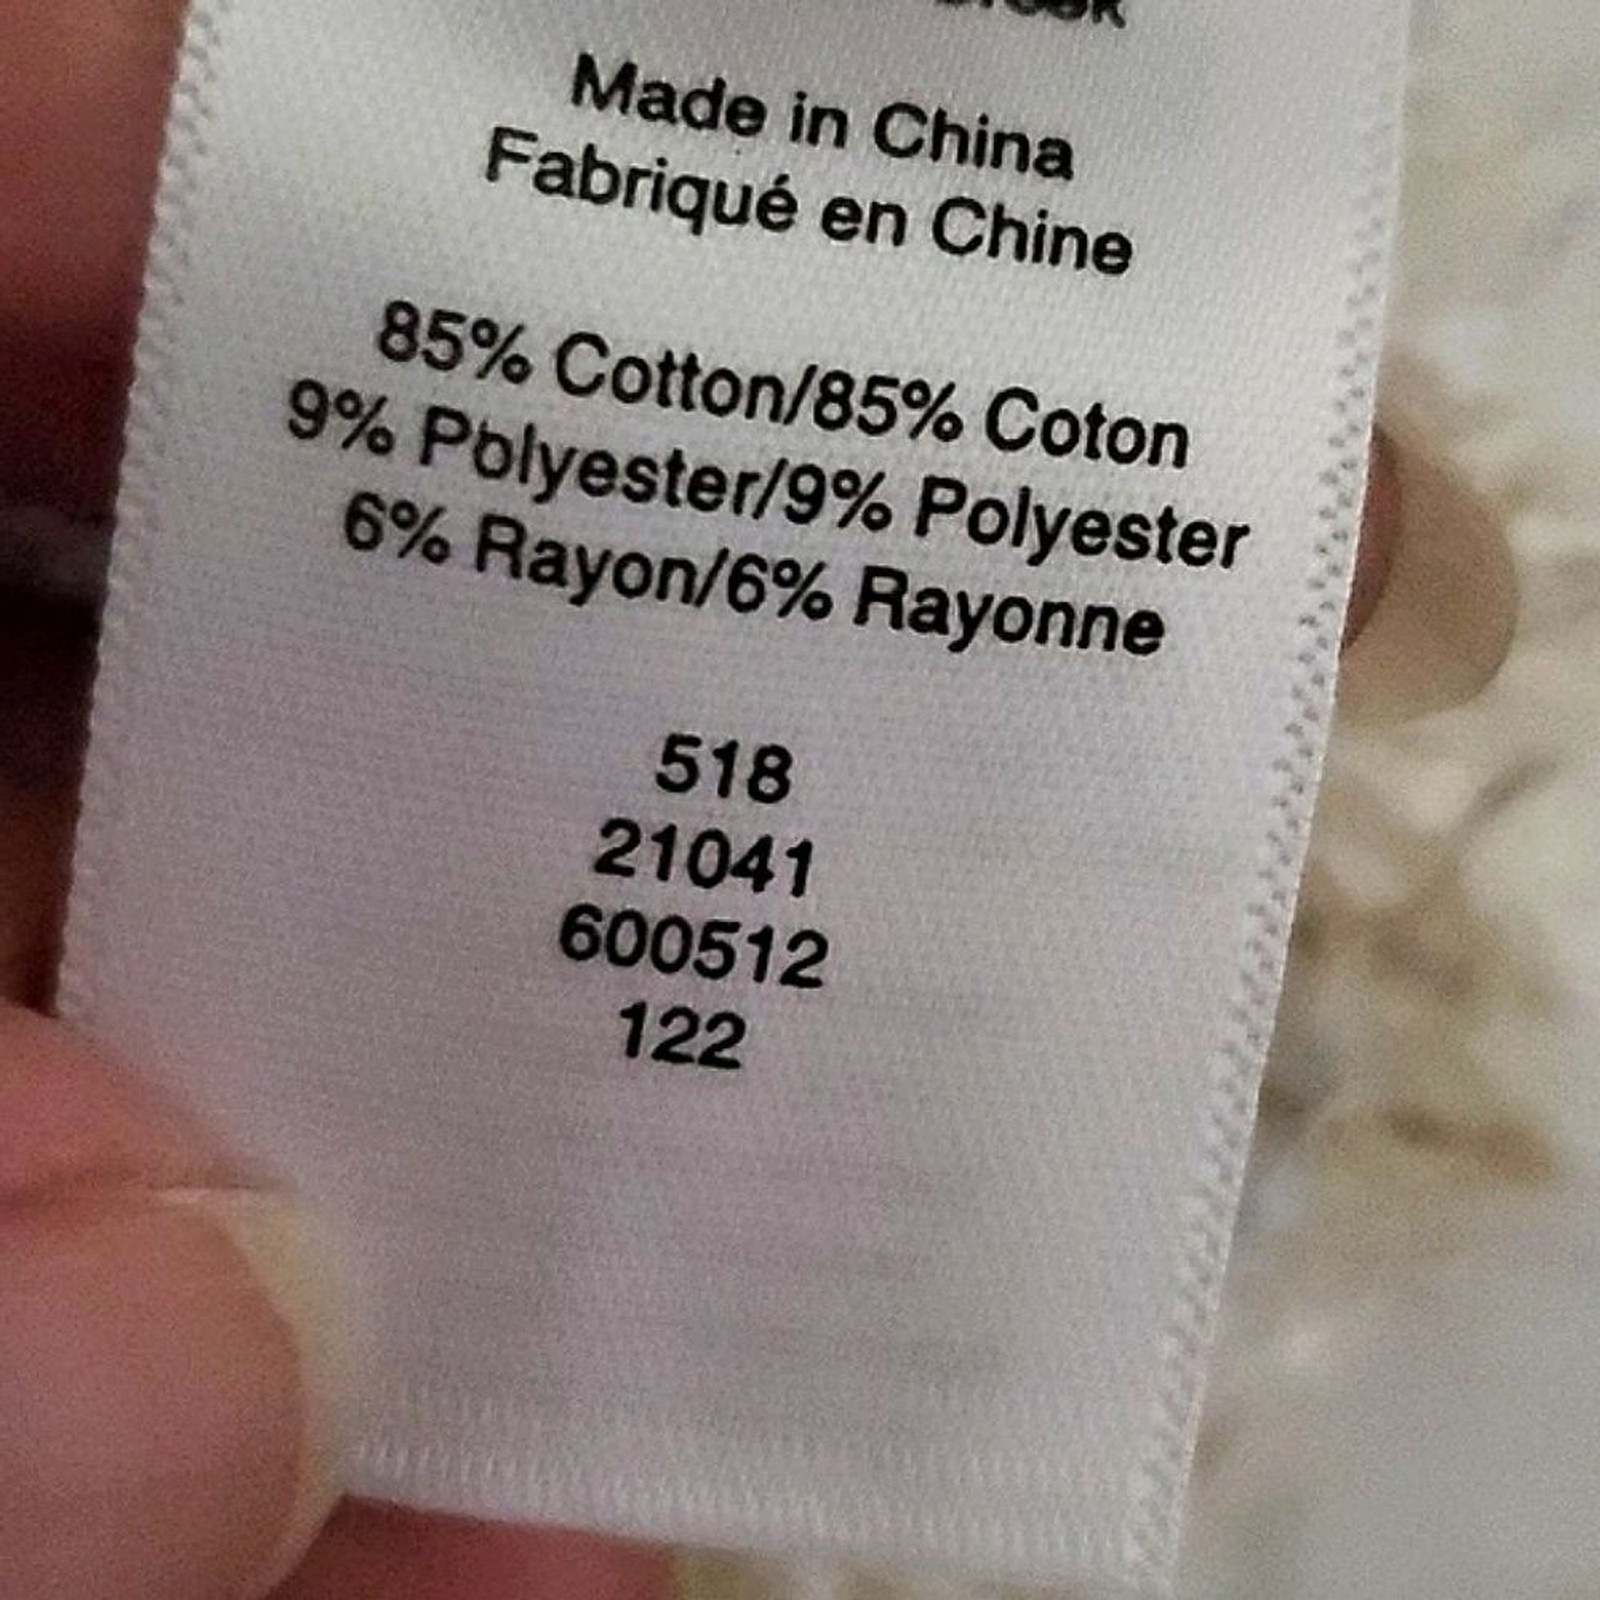 Made in China
Fabriqué en Chine
85% Cotton/85% Coton
9% Polyester/9% Polyester
6% Rayon/6% Rayonne
518
21041
600512
122